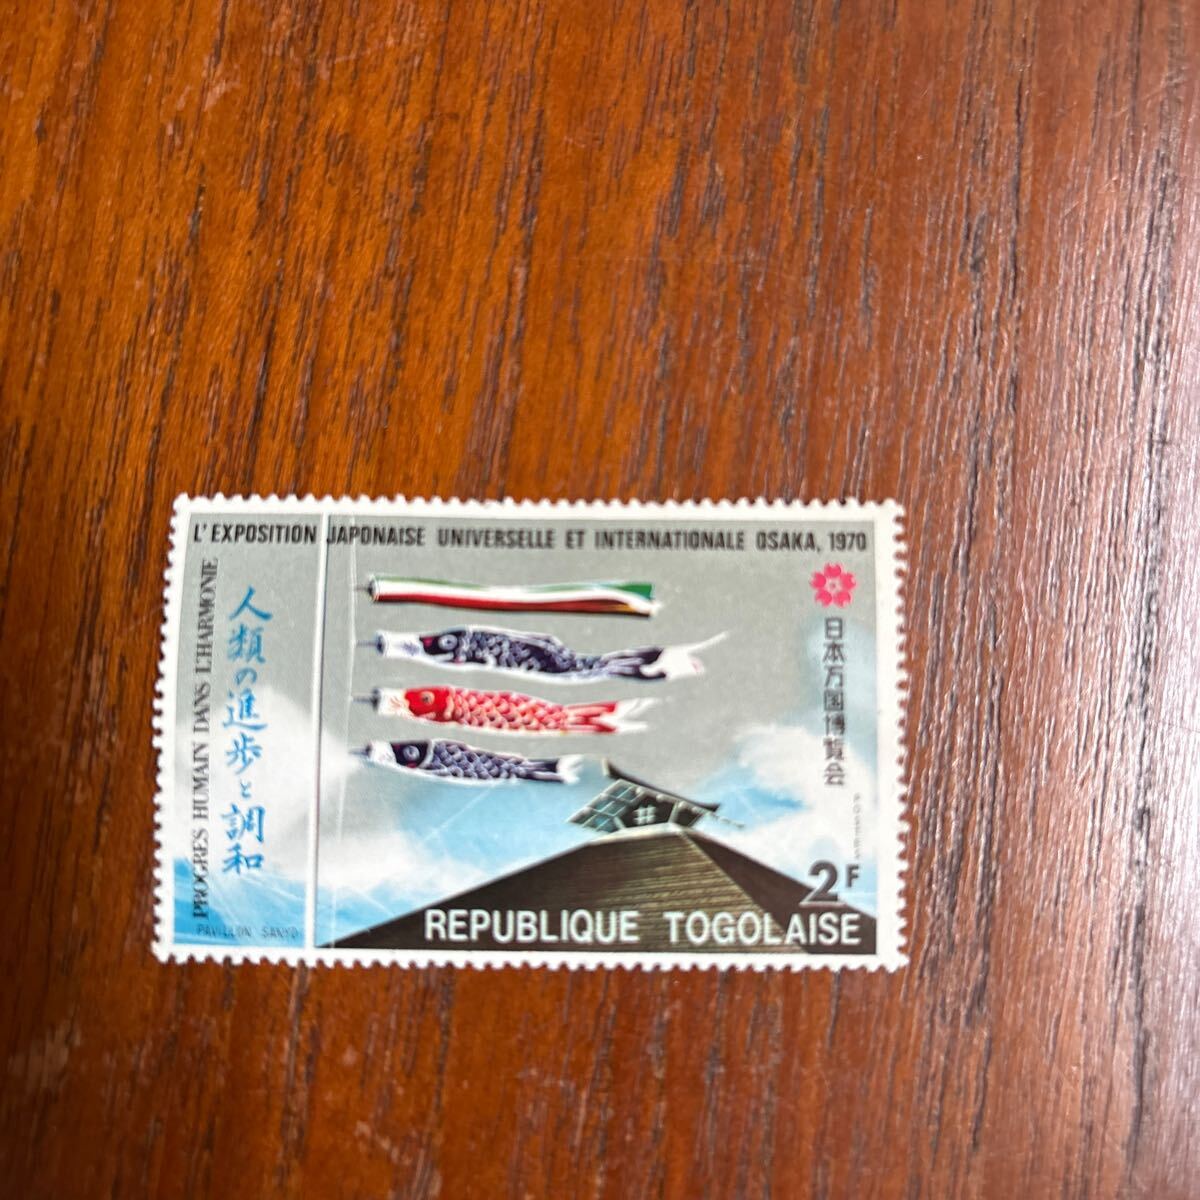 L'EXPOSITION JAPONAISE UNIVERSELLE ET INTERNATIONALE OSAKA, 1970
PROGRES HUMAIN DANS L'HARMONIE
人類の進歩と調和
日本万国博覧会
POSTES
2F
REPUBLIQUE TOGOLAISE
PAVILLON SANYO